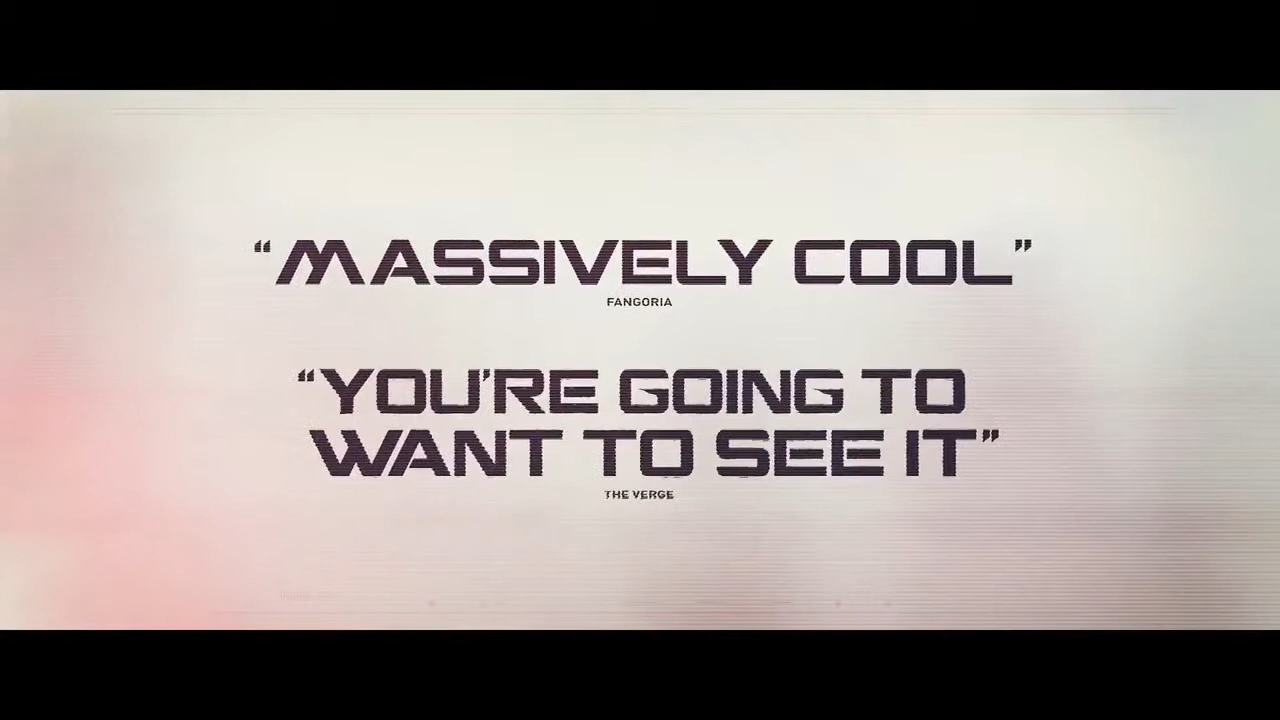 “MASSIVELY COOL”
FANGORIA
“YOU’RE GOING TO
WANT TO SEE IT”
THE VERGE